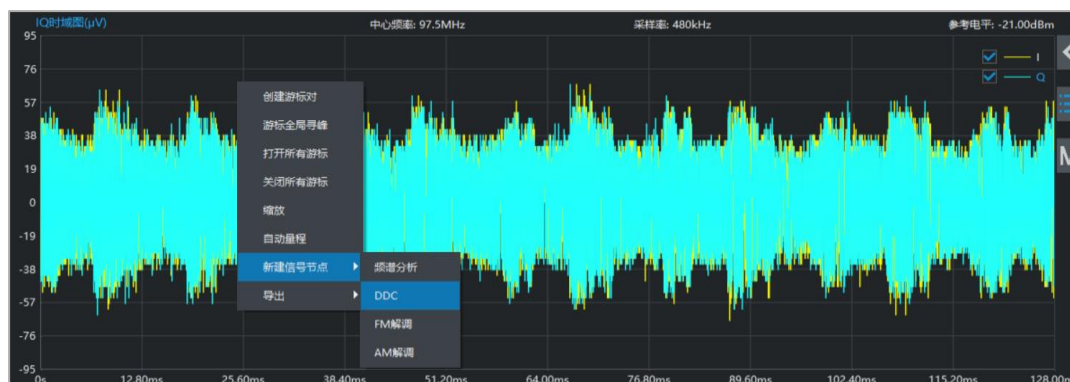 IQ时域图(μV) 中心频率: 97.5MHz 采样率: 480kHz 参考电平: -21.00dBm
95
I
76
Q
创建游标对
57
游标全局寻峰
38
打开所有游标
19
关闭所有游标
0
缩放
自动量程
-19
新建信号节点 频谱分析
-38
导出 DDC
-57
FM解调
-76
AM解调
-95
0s 12.80ms 25.60ms 38.40ms 51.20ms 64.00ms 76.80ms 89.60ms 102.40ms 115.20ms 128.00
M